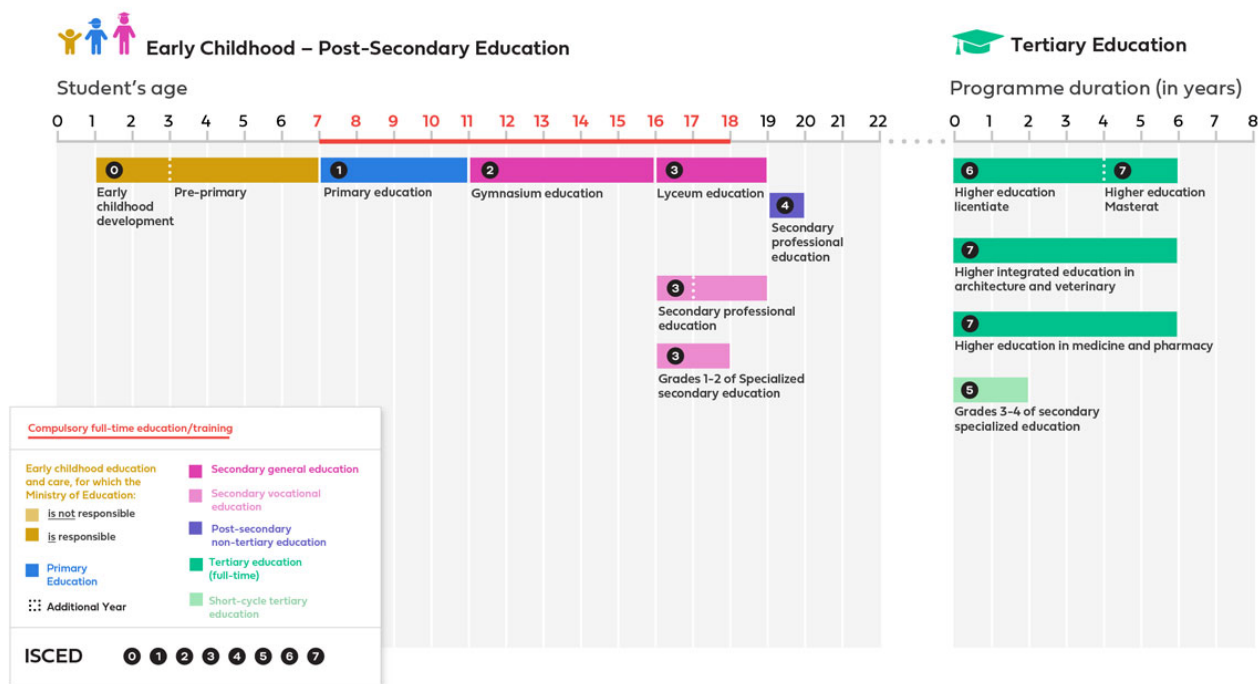 Early Childhood – Post-Secondary Education
Tertiary Education
Student's age
Programme duration (in years)
0 1 2 3 4 5 6 7 8 9 10 11 12 13 14 15 16 17 18 19 20 21 22
0 1 2 3 4 5 6 7 8
0
1
2
3
6
7
Early
childhood
development
Pre-primary
Primary education
Gymnasium education
Lyceum education
Higher education
licentiate
Higher education
Masterat
4
Secondary
professional
education
7
Higher integrated education in
architecture and veterinary
3
Secondary professional
education
7
Higher education in medicine and pharmacy
3
Grades 1-2 of Specialized
secondary education
5
Grades 3-4 of secondary
specialized education
Compulsory full-time education/training
Early childhood education
and care, for which the
Ministry of Education:
is not responsible
is responsible
Primary
Education
Additional Year
Secondary general education
Secondary vocational
education
Post-secondary
non-tertiary education
Tertiary education
(full-time)
Short-cycle tertiary
education
ISCED 0 1 2 3 4 5 6 7